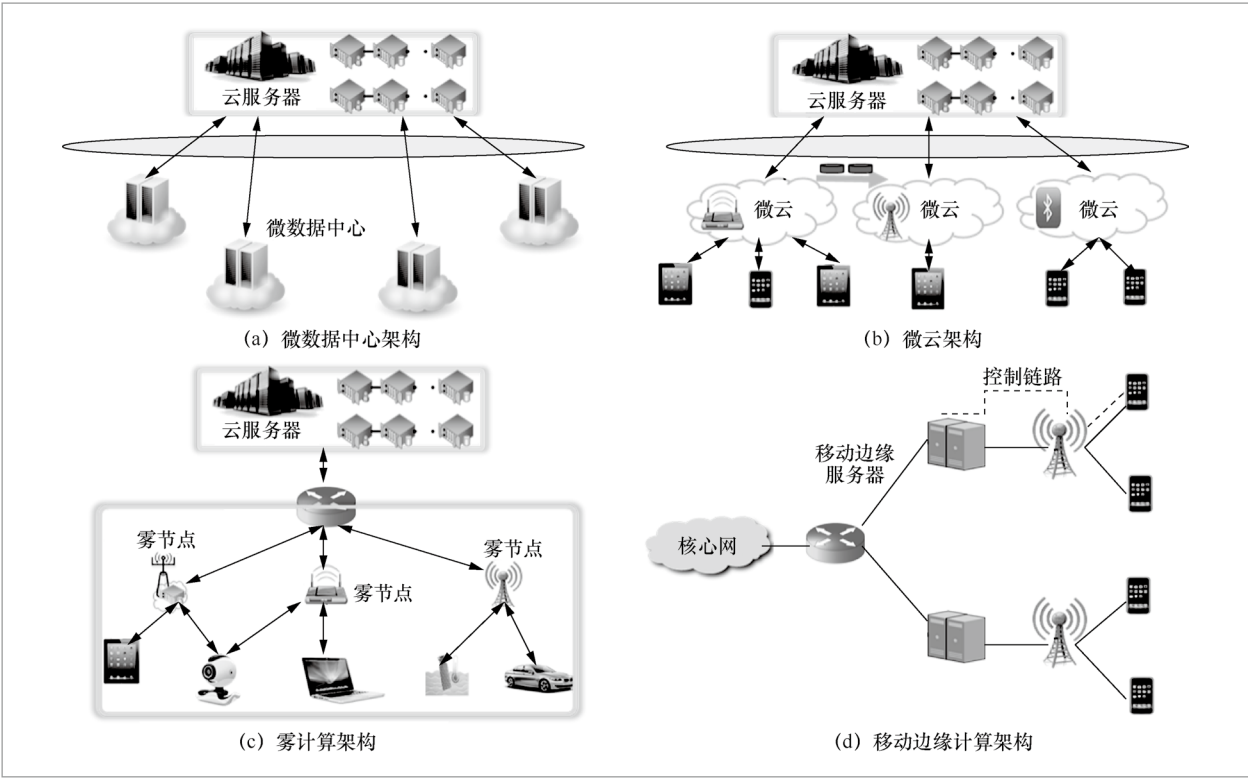 云服务器
微数据中心
(a) 微数据中心架构
云服务器
微云
微云
微云
(b) 微云架构
云服务器
雾节点
雾节点
雾节点
(c) 雾计算架构
控制链路
移动边缘
服务器
核心网
(d) 移动边缘计算架构